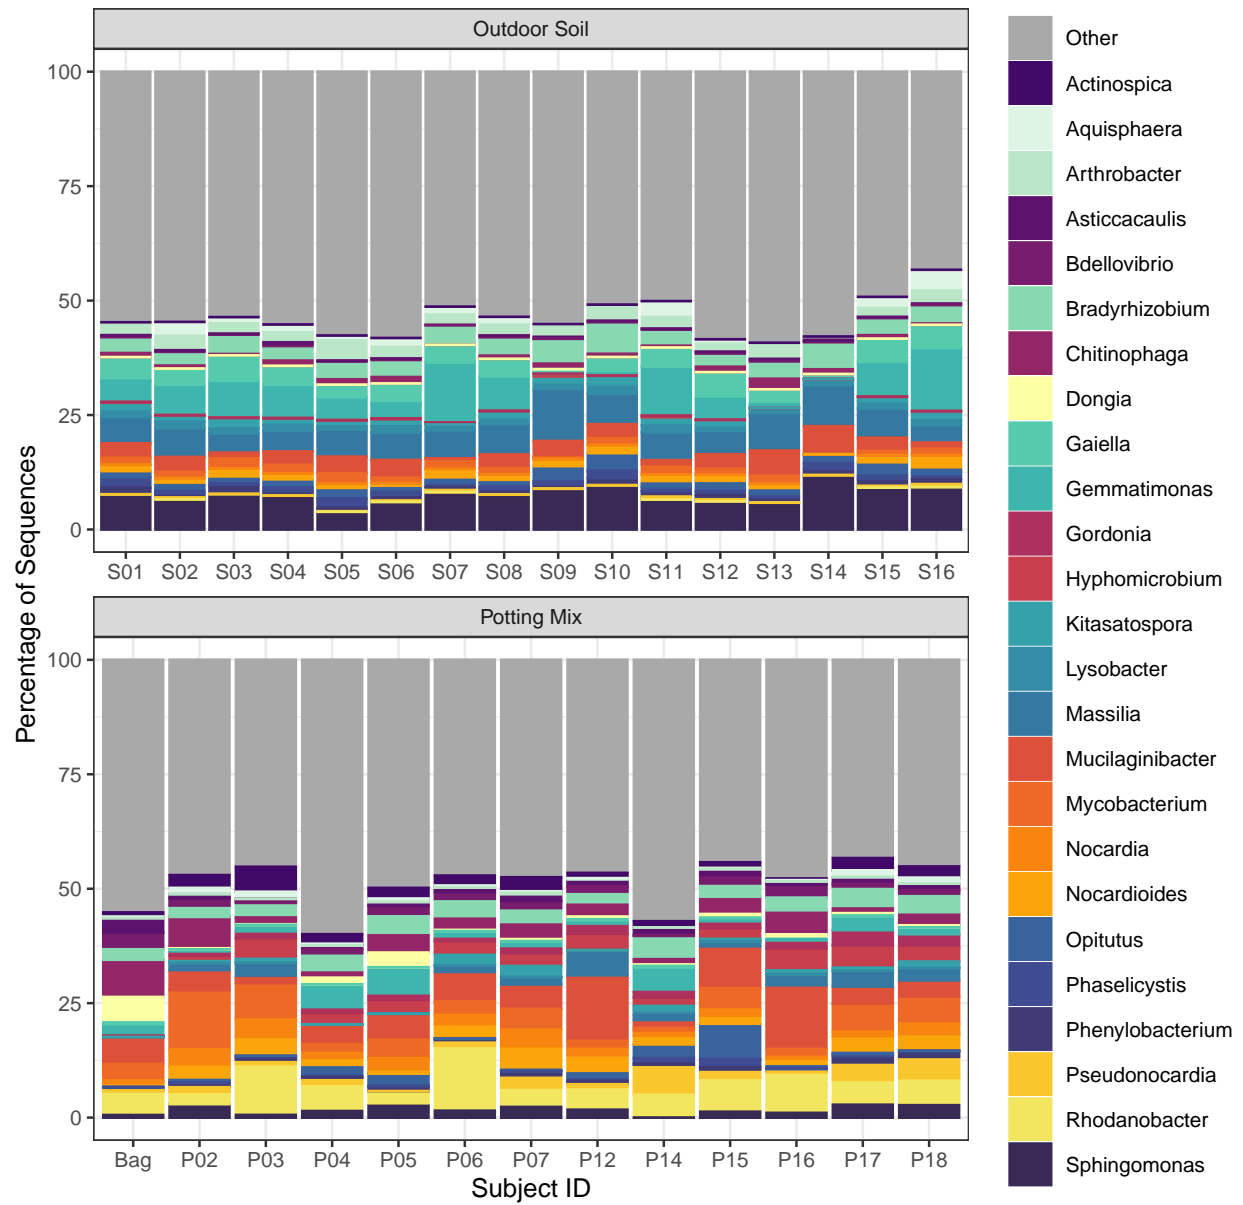 Outdoor Soil
100
75
50
25
0
S01 S02 S03 S04 S05 S06 S07 S08 S09 S10 S11 S12 S13 S14 S15 S16
Percentage of Sequences
Potting Mix
100
75
50
25
0
Bag P02 P03 P04 P05 P06 P07 P12 P14 P15 P16 P17 P18
Subject ID
Other
Actinospica
Aquisphaera
Arthrobacter
Asticcacaulis
Bdellovibrio
Bradyrhizobium
Chitinophaga
Dongia
Gaiella
Gemmatimonas
Gordonia
Hyphomicrobium
Kitasatospora
Lysobacter
Massilia
Mucilaginibacter
Mycobacterium
Nocardia
Nocardioides
Opitutus
Phaselicystis
Phenylobacterium
Pseudonocardia
Rhodanobacter
Sphingomonas